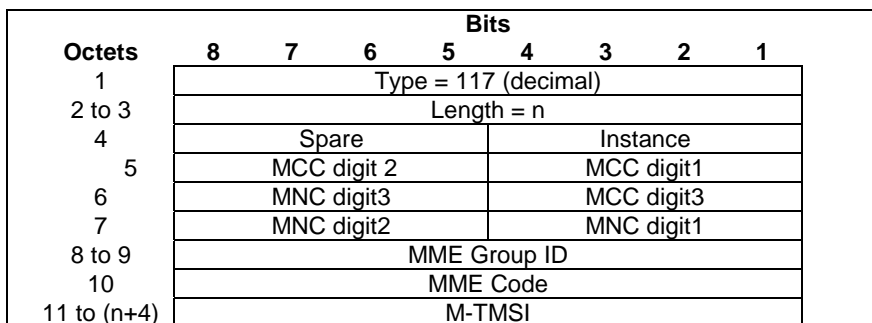 Bits
Octets 8 7 6 5 4 3 2 1
1 Type = 117 (decimal)
2 to 3 Length = n
4 Spare Instance
5 MCC digit 2 MCC digit1
6 MNC digit3 MCC digit3
7 MNC digit2 MNC digit1
8 to 9 MME Group ID
10 MME Code
11 to (n+4) M-TMSI